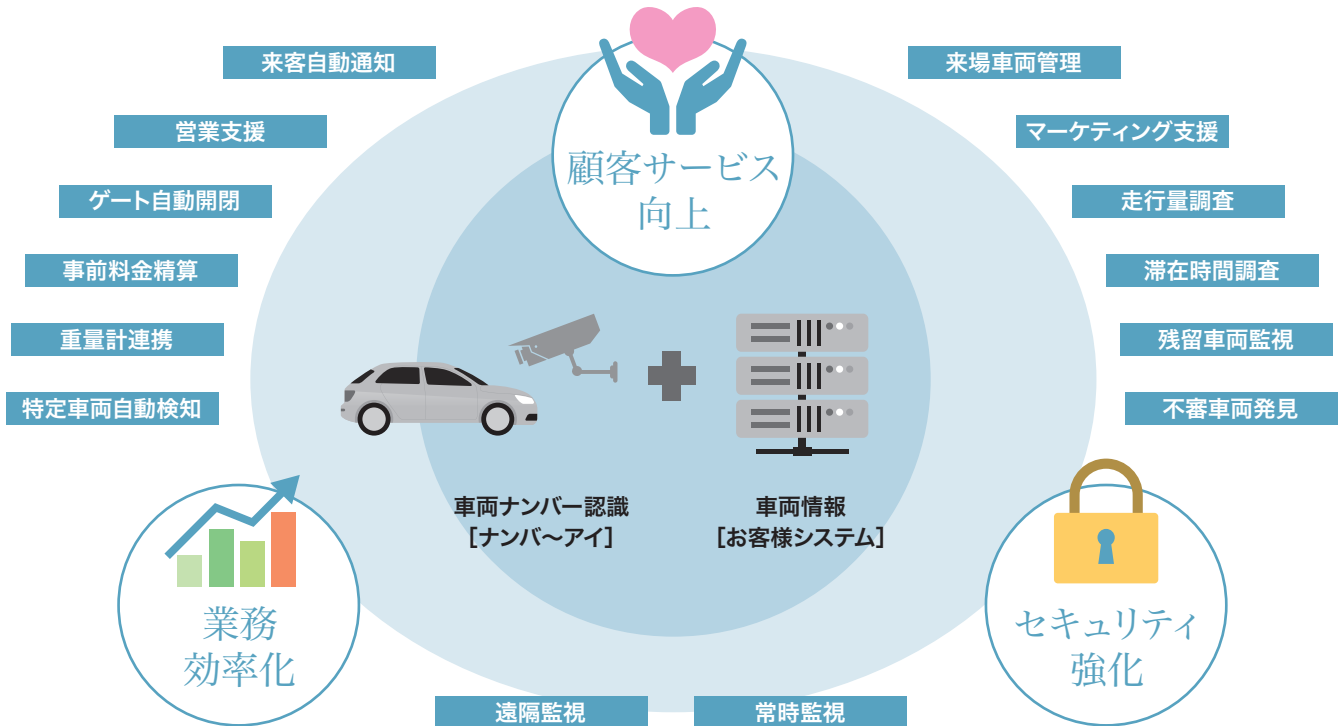 来客自動通知
来場車両管理
営業支援
マーケティング支援
顧客サービス
向上
ゲート自動開閉
走行量調査
事前料金精算
滞在時間調査
重量計連携
残留車両監視
特定車両自動検知
不審車両発見
車両ナンバー認識
[ナンバ〜アイ]
車両情報
[お客様システム]
業務
効率化
セキュリティ
強化
遠隔監視
常時監視